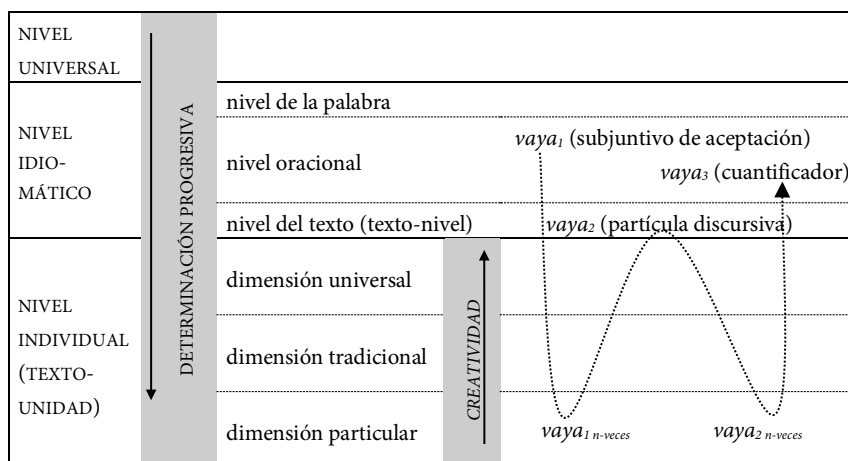 NIVEL
UNIVERSAL
NIVEL
IDIO-
MÁTICO
NIVEL
INDIVIDUAL
(TEXTO-
UNIDAD)
DETERMINACIÓN PROGRESIVA
nivel de la palabra
nivel oracional
nivel del texto (texto-nivel)
dimensión universal
dimensión tradicional
dimensión particular
CREATIVIDAD
vaya1 (subjuntivo de aceptación)
vaya3 (cuantificador)
vaya2 (partícula discursiva)
vaya1 n-veces
vaya2 n-veces